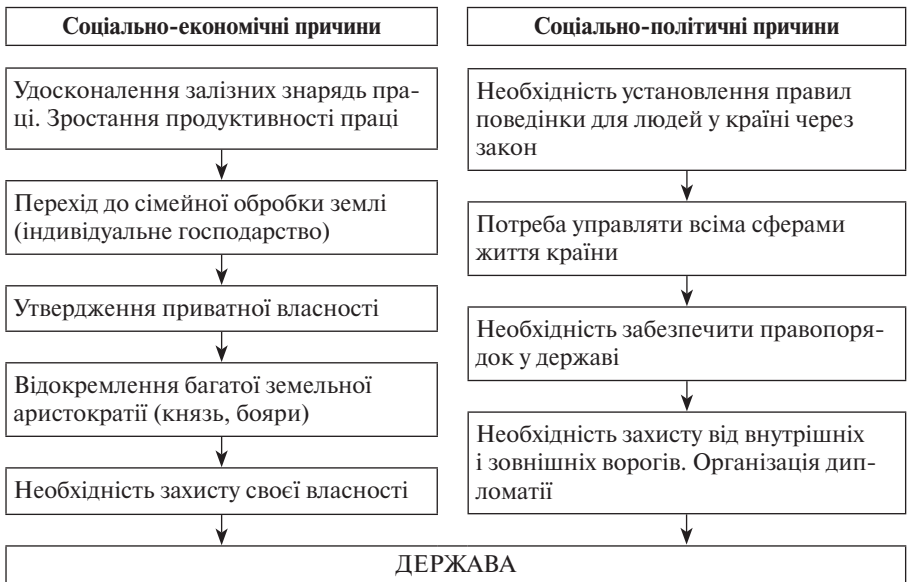 Соціально-економічні причини
Удосконалення залізних знарядь пра-
ці. Зростання продуктивності праці
Перехід до сімейної обробки землі
(індивідуальне господарство)
Утвердження приватної власності
Відокремлення багатої земельної
аристократії (князь, бояри)
Необхідність захисту своєї власності
Соціально-політичні причини
Необхідність установлення правил
поведінки для людей у країні через
закон
Потреба управляти всіма сферами
життя країни
Необхідність забезпечити правопоря-
док у державі
Необхідність захисту від внутрішніх
і зовнішніх ворогів. Організація дип-
ломатії
ДЕРЖАВА